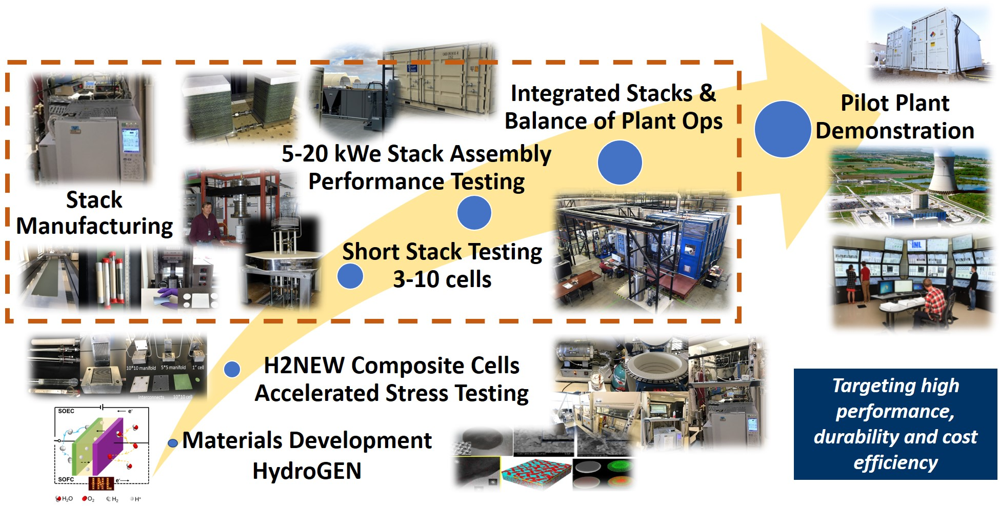 Integrated Stacks &
Balance of Plant Ops
Pilot Plant
Demonstration
5-20 kWe Stack Assembly
Performance Testing
Stack
Manufacturing
Short Stack Testing
3-10 cells
INL
10*10 manifold
5*5 manifold
1" cell
Interconnects
10*10 cell
H2NEW Composite Cells
Accelerated Stress Testing
Targeting high
performance,
durability and cost
efficiency
SOEC
e-
Materials Development
HydroGEN
SOFC
INL
e-
H₂O
O₂
H₂
H⁺